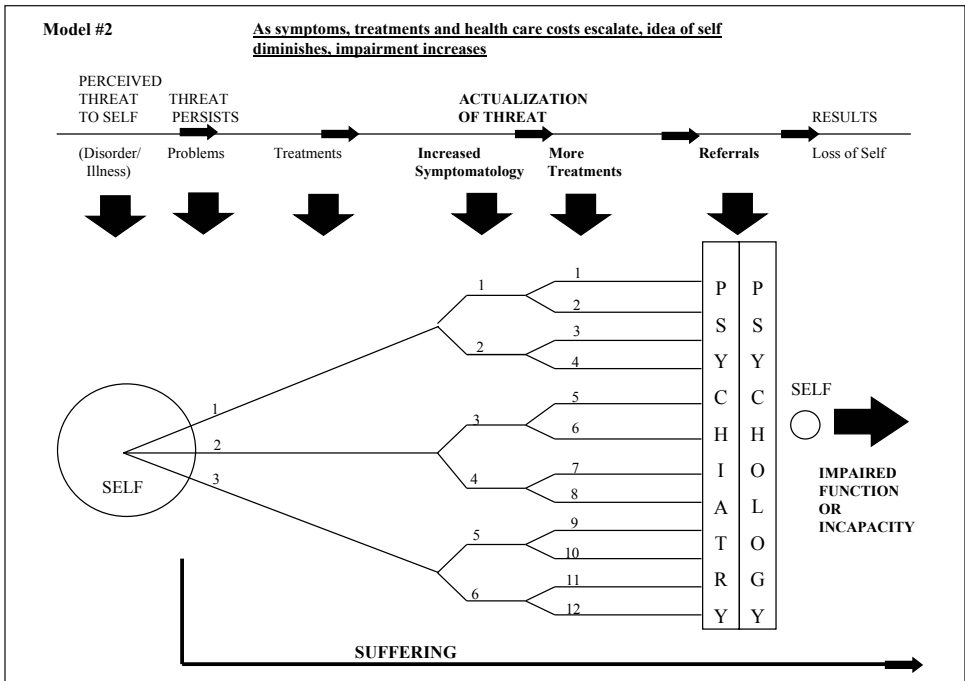 Model #2
As symptoms, treatments and health care costs escalate, idea of self
diminishes, impairment increases
PERCEIVED
THREAT
TO SELF
THREAT
PERSISTS
ACTUALIZATION
OF THREAT
RESULTS
(Disorder/
Illness)
Problems
Treatments
Increased
Symptomatology
More
Treatments
Referrals
Loss of Self
SELF
1
2
3
1
2
3
4
5
6
1
2
3
4
5
6
7
8
9
10
11
12
PSYCHIATRY
PSYCHOLOGY
SELF
IMPAIRED
FUNCTION
OR
INCAPACITY
SUFFERING